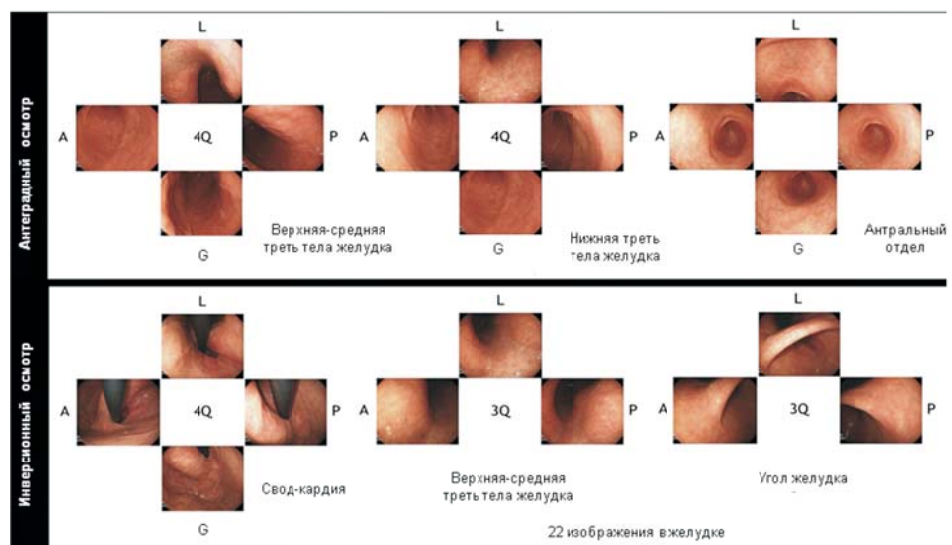 Антеградный осмотр
L
L
L
A
4Q
P
A
4Q
P
A
P
G
G
G
Верхняя-средняя
треть тела желудка
Нижняя треть
тела желудка
Антральный
отдел
Инверсионный осмотр
L
L
L
A
4Q
P
A
3Q
P
A
3Q
P
G
Свод-кардия
Верхняя-средняя
треть тела желудка
Угол желудка
22 изображения вжелудке